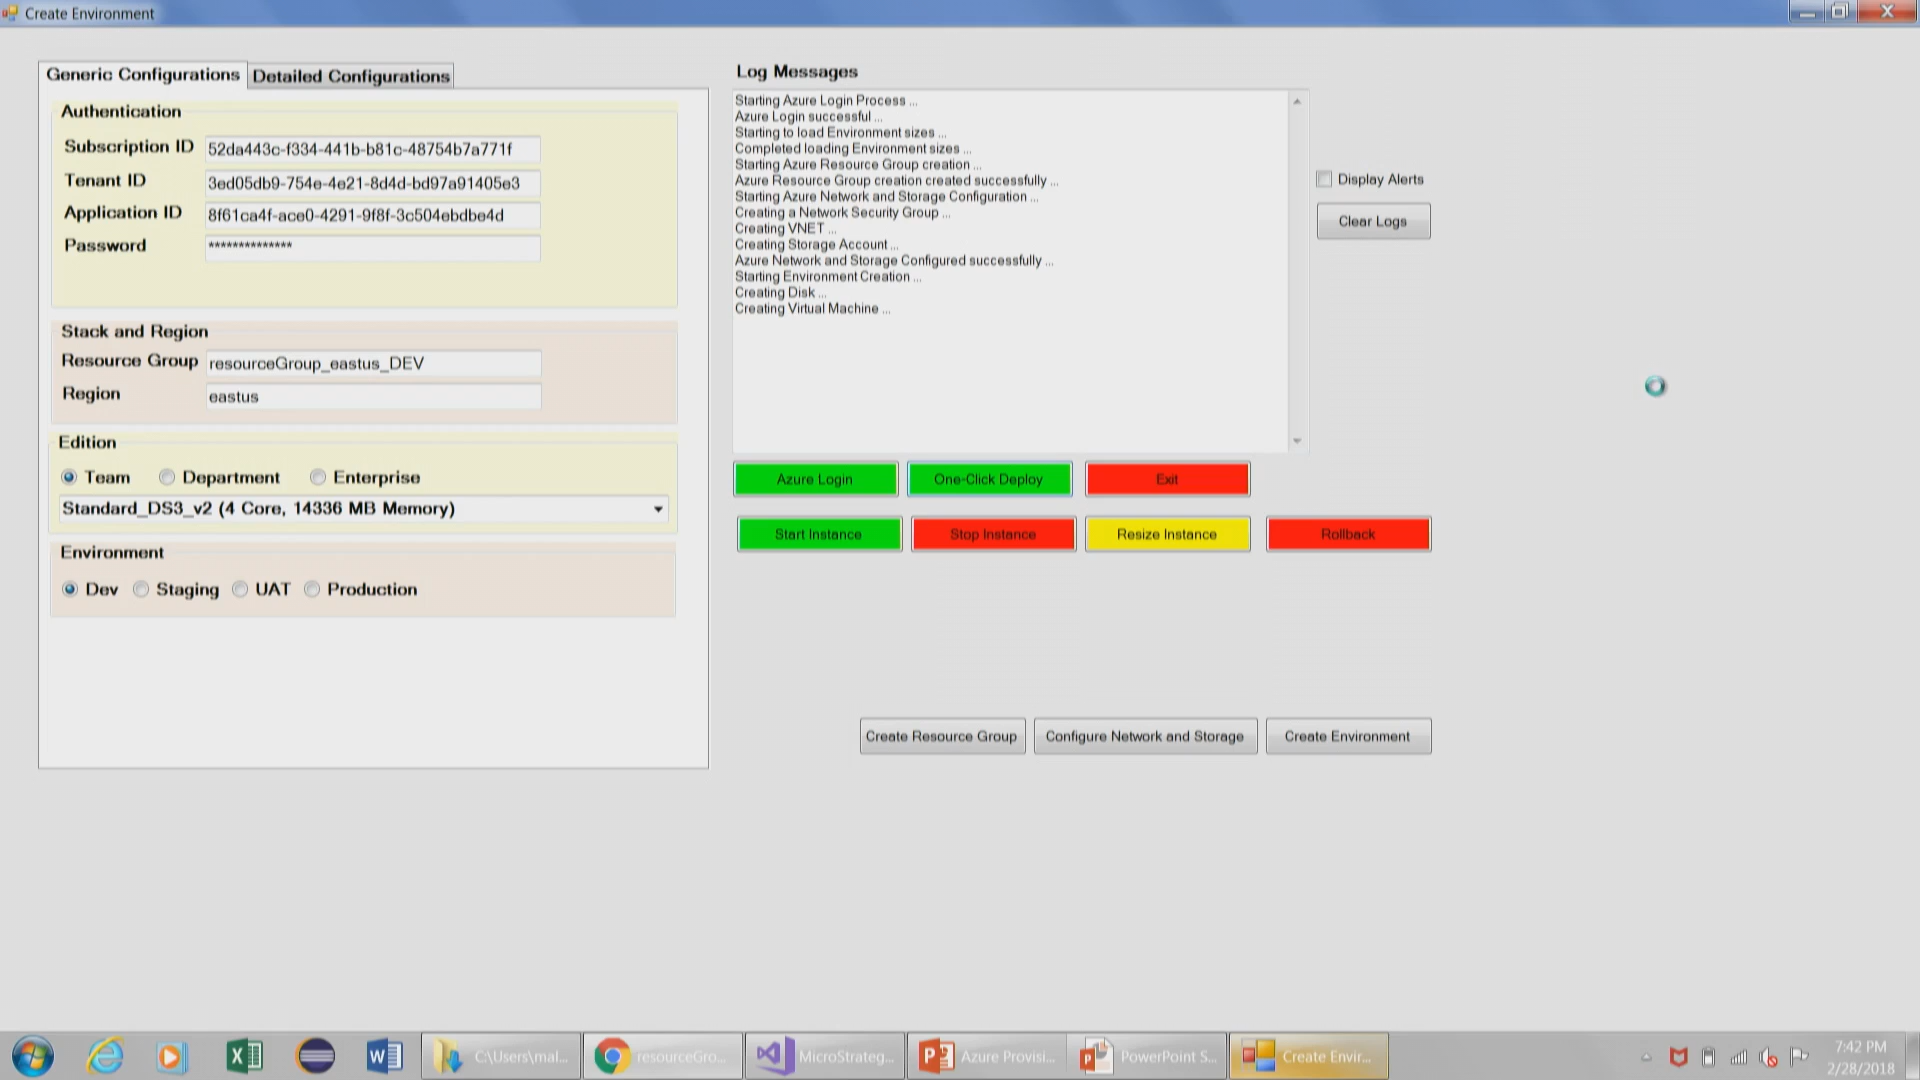 Create Environment
Generic Configurations
Detailed Configurations
Authentication
Subscription ID
52da443c-f334-441b-b81c-48754b7a771f
Tenant ID
3ed05db9-754e-4e21-8d4d-bd97a91405e3
Application ID
8f61ca4f-ace0-4291-9f8f-3c504ebdbe4d
Password
**************
Stack and Region
Resource Group
resourceGroup_eastus_DEV
Region
eastus
Edition
Team
Department
Enterprise
Standard_DS3_v2 (4 Core, 14336 MB Memory)
Environment
Dev
Staging
UAT
Production
Log Messages
Starting Azure Login Process ...
Azure Login successful ...
Starting to load Environment sizes ...
Completed loading Environment sizes ...
Starting Azure Resource Group creation ...
Azure Resource Group creation created successfully ...
Starting Azure Network and Storage Configuration ...
Creating a Network Security Group ...
Creating VNET ...
Creating Storage Account ...
Azure Network and Storage Configured successfully ...
Starting Environment Creation ...
Creating Disk ...
Creating Virtual Machine ...
Display Alerts
Clear Logs
Azure Login
One-Click Deploy
Exit
Start Instance
Stop Instance
Resize Instance
Rollback
Create Resource Group
Configure Network and Storage
Create Environment
C:\Users\mal...
resourceGro...
MicroStrateg...
Azure Provisi...
PowerPoint S...
Create Envir...
7:42 PM
2/28/2018